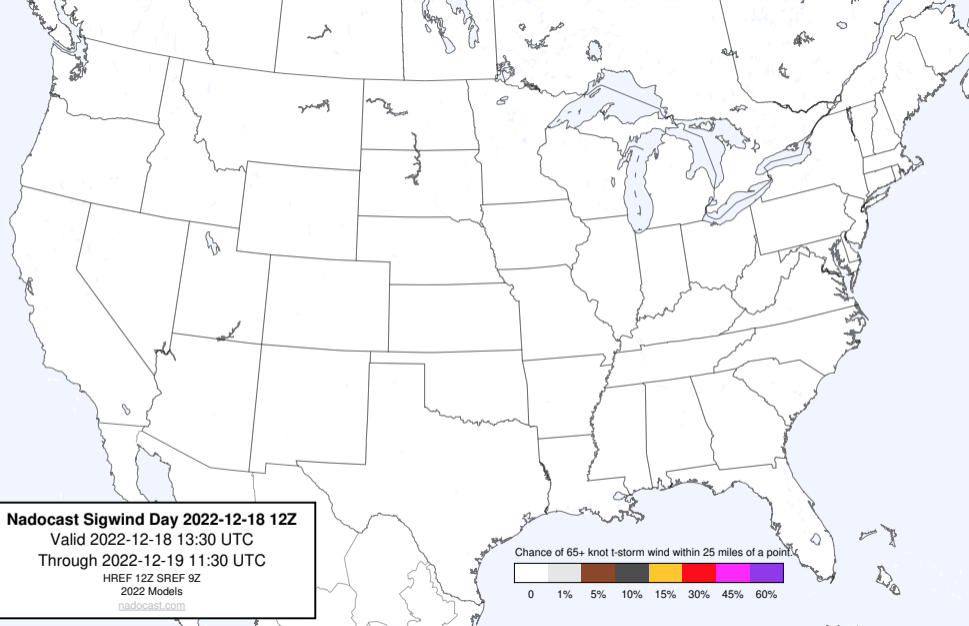 Nadocast Sigwind Day 2022-12-18 12Z
Valid 2022-12-18 13:30 UTC
Through 2022-12-19 11:30 UTC
HREF 12Z SREF 9Z
2022 Models
nadocast.com
Chance of 65+ knot t-storm wind within 25 miles of a point.
0 1% 5% 10% 15% 30% 45% 60%